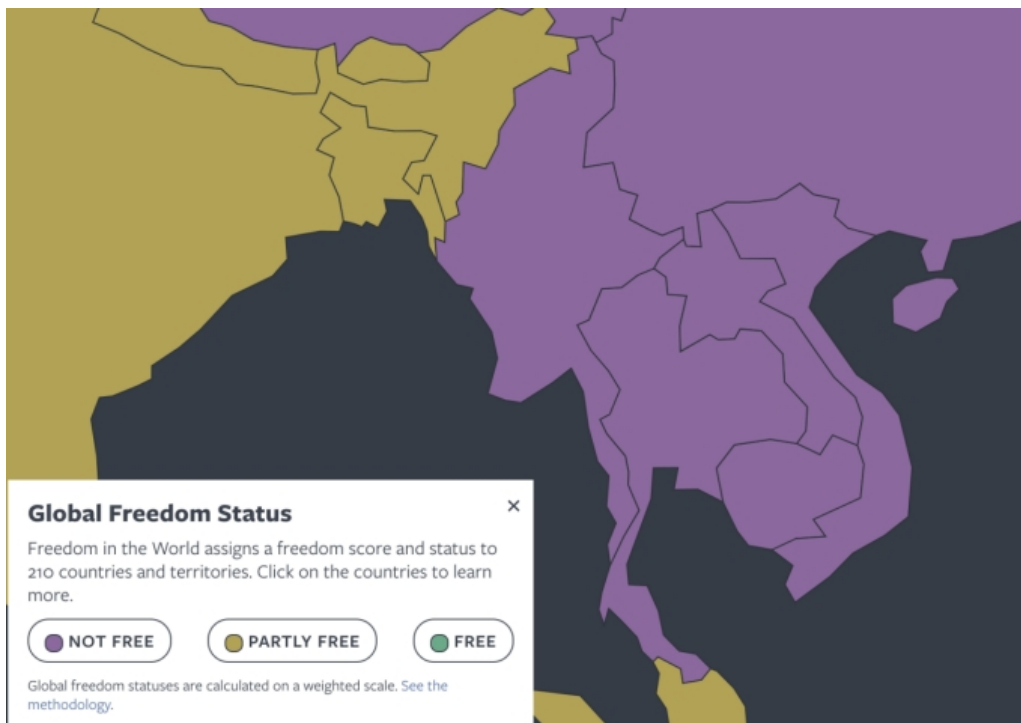 Global Freedom Status
Freedom in the World assigns a freedom score and status to
210 countries and territories. Click on the countries to learn
more.
NOT FREE PARTLY FREE FREE
Global freedom statuses are calculated on a weighted scale. See the
methodology.